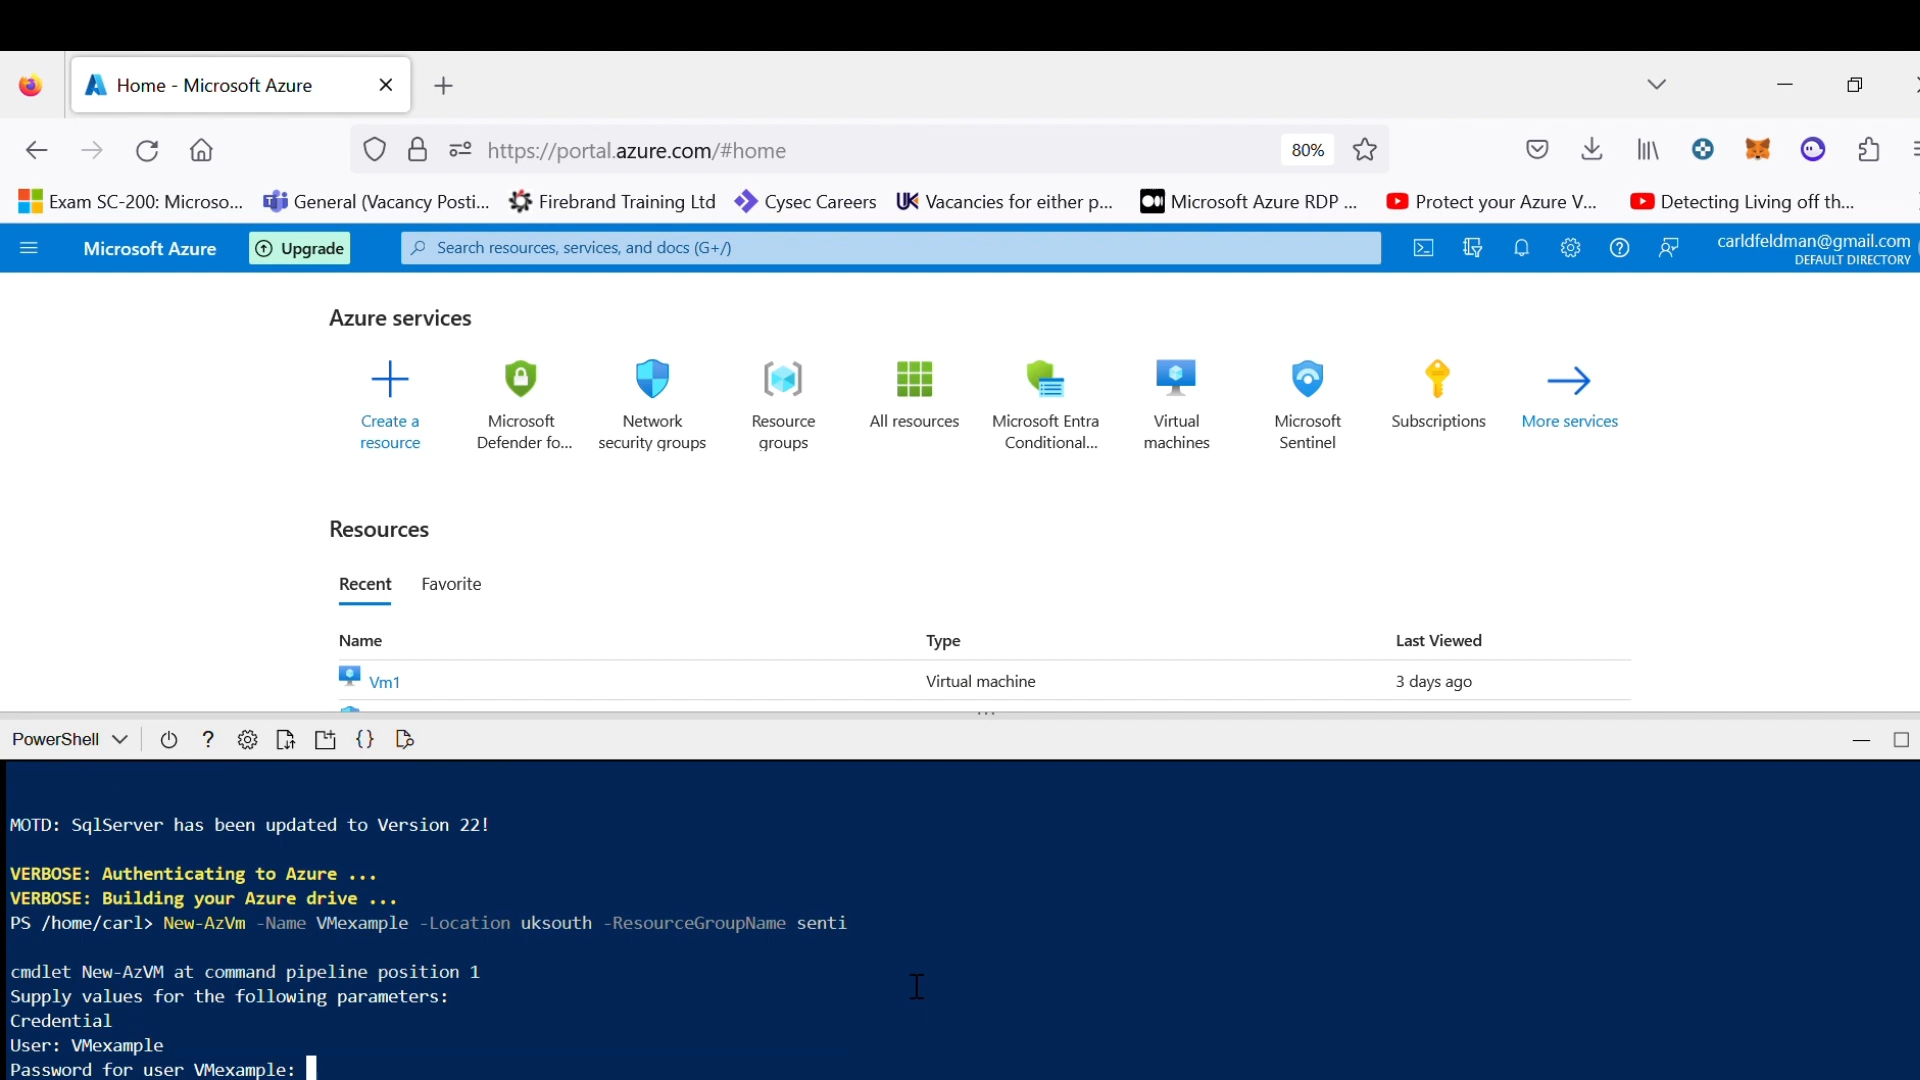 Home - Microsoft Azure
https://portal.azure.com/#home
80%
Exam SC-200: Microso...
General (Vacancy Posti...
Firebrand Training Ltd
Cysec Careers
UK Vacancies for either p...
Microsoft Azure RDP ...
Protect your Azure V...
Detecting Living off th...
Microsoft Azure
Upgrade
Search resources, services, and docs (G+/)
carldfeldman@gmail.com
DEFAULT DIRECTORY
Azure services
Create a
resource
Microsoft
Defender fo...
Network
security groups
Resource
groups
All resources
Microsoft Entra
Conditional...
Virtual
machines
Microsoft
Sentinel
Subscriptions
More services
Resources
Recent
Favorite
Name
Type
Last Viewed
Vm1
Virtual machine
3 days ago
PowerShell
MOTD: SqlServer has been updated to Version 22!
VERBOSE: Authenticating to Azure ...
VERBOSE: Building your Azure drive ...
PS /home/carl> New-AzVm -Name VMexample -Location uksouth -ResourceGroupName senti
cmdlet New-AzVM at command pipeline position 1
Supply values for the following parameters:
Credential
User: VMexample
Password for user VMexample: